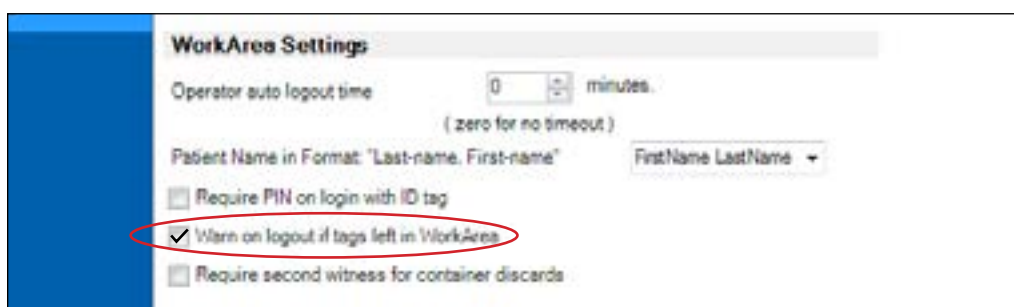 WorkArea Settings
Operator auto logout time 0 minutes.
( zero for no timeout )
Patient Name in Format: "Last-name, First-name" FirstName LastName
Require PIN on login with ID tag
Warn on logout if tags left in WorkArea
Require second witness for container discards